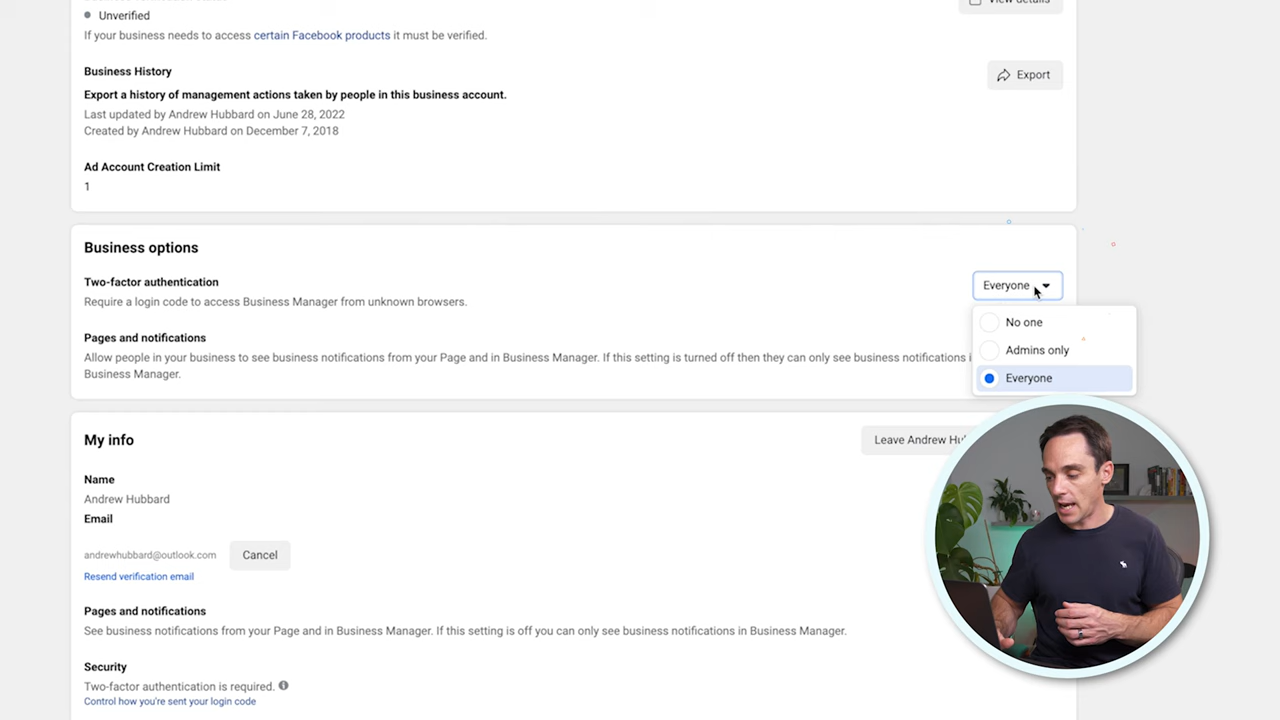 Unverified
View details
If your business needs to access certain Facebook products it must be verified.
Business History
Export
Export a history of management actions taken by people in this business account.
Last updated by Andrew Hubbard on June 28, 2022
Created by Andrew Hubbard on December 7, 2018
Ad Account Creation Limit
1
Business options
Two-factor authentication
Everyone
Require a login code to access Business Manager from unknown browsers.
No one
Pages and notifications
Admins only
Allow people in your business to see business notifications from your Page and in Business Manager. If this setting is turned off then they can only see business notifications
Business Manager.
Everyone
My info
Leave Andrew
Name
Andrew Hubbard
Email
andrewhubbard@outlook.com
Cancel
Resend verification email
Pages and notifications
See business notifications from your Page and in Business Manager. If this setting is off you can only see business notifications in Business Manager.
Security
Two-factor authentication is required.
Control how you're sent your login code